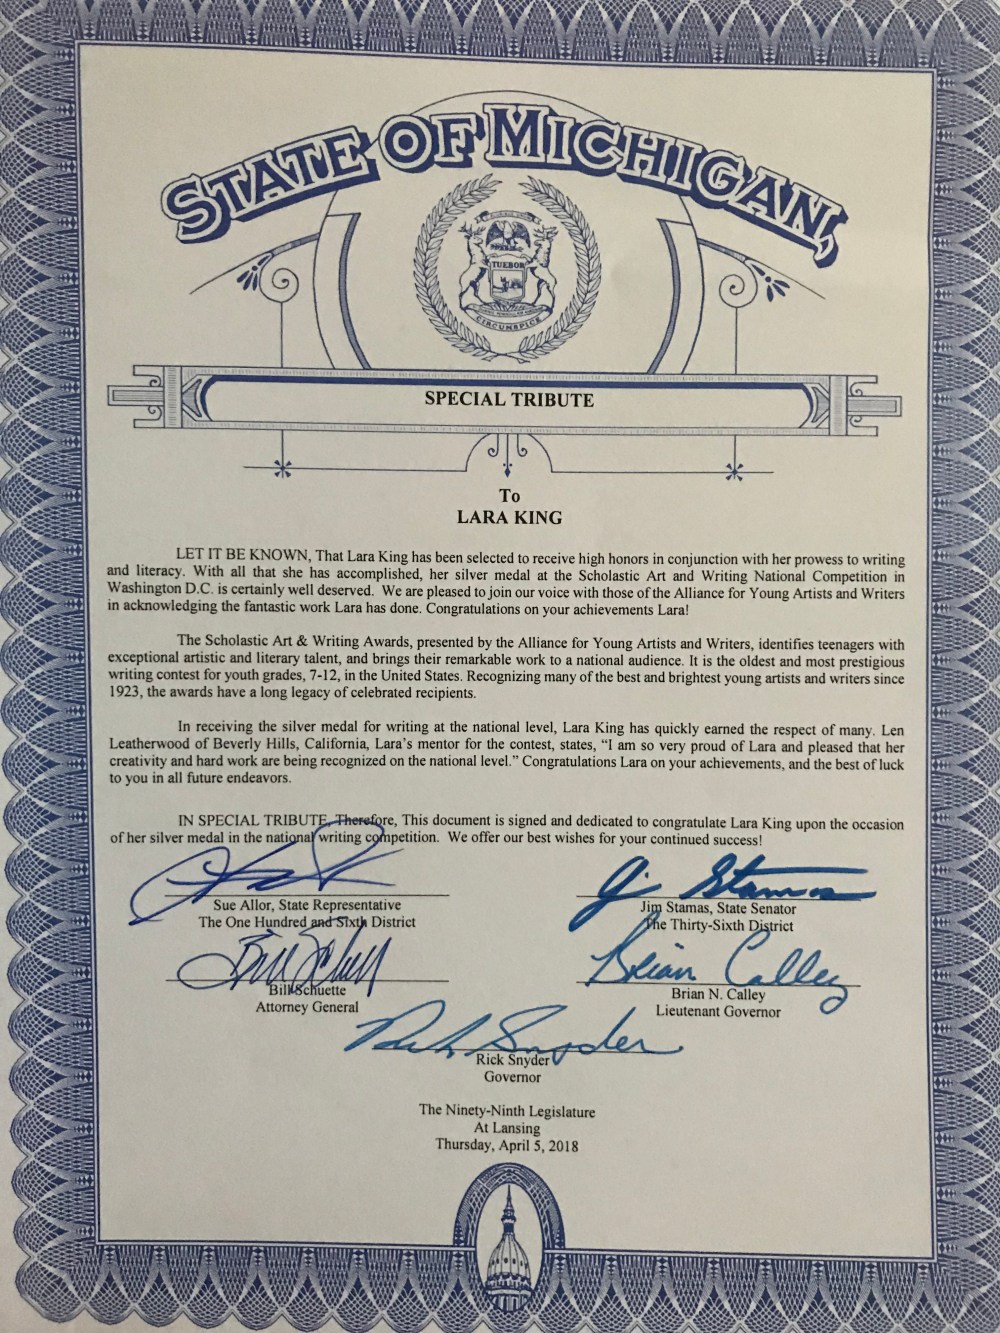 STATE OF MICHIGAN,
TUEBOR
CIRCUMSPICE
SPECIAL TRIBUTE
To
LARA KING
LET IT BE KNOWN, That Lara King has been selected to receive high honors in conjunction with her prowess to writing
and literacy. With all that she has accomplished, her silver medal at the Scholastic Art and Writing National Competition in
Washington D.C. is certainly well deserved. We are pleased to join our voice with those of the Alliance for Young Artists and Writers
in acknowledging the fantastic work Lara has done. Congratulations on your achievements Lara!
The Scholastic Art & Writing Awards, presented by the Alliance for Young Artists and Writers, identifies teenagers with
exceptional artistic and literary talent, and brings their remarkable work to a national audience. It is the oldest and most prestigious
writing contest for youth grades, 7-12, in the United States. Recognizing many of the best and brightest young artists and writers since
1923, the awards have a long legacy of celebrated recipients.
In receiving the silver medal for writing at the national level, Lara King has quickly earned the respect of many. Len
Leatherwood of Beverly Hills, California, Lara's mentor for the contest, states, “I am so very proud of Lara and pleased that her
creativity and hard work are being recognized on the national level.” Congratulations Lara on your achievements, and the best of luck
to you in all future endeavors.
IN SPECIAL TRIBUTE, Therefore, This document is signed and dedicated to congratulate Lara King upon the occasion
of her silver medal in the national writing competition. We offer our best wishes for your continued success!
Jim Stamas
Sue Allor, State Representative
The One Hundred and Sixth District
Jim Stamas, State Senator
The Thirty-Sixth District
Bill Schuette
Brian Calley
Bill Schuette
Attorney General
Brian N. Calley
Lieutenant Governor
Rick Snyder
Rick Snyder
Governor
The Ninety-Ninth Legislature
At Lansing
Thursday, April 5, 2018